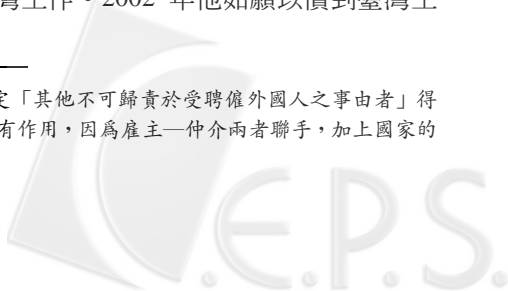 灣工作。2002 年他如願以償到臺灣工
定「其他不可歸責於受聘僱外國人之事由者」得
有作用，因為雇主—仲介兩者聯手，加上國家的
C.E.P.S.